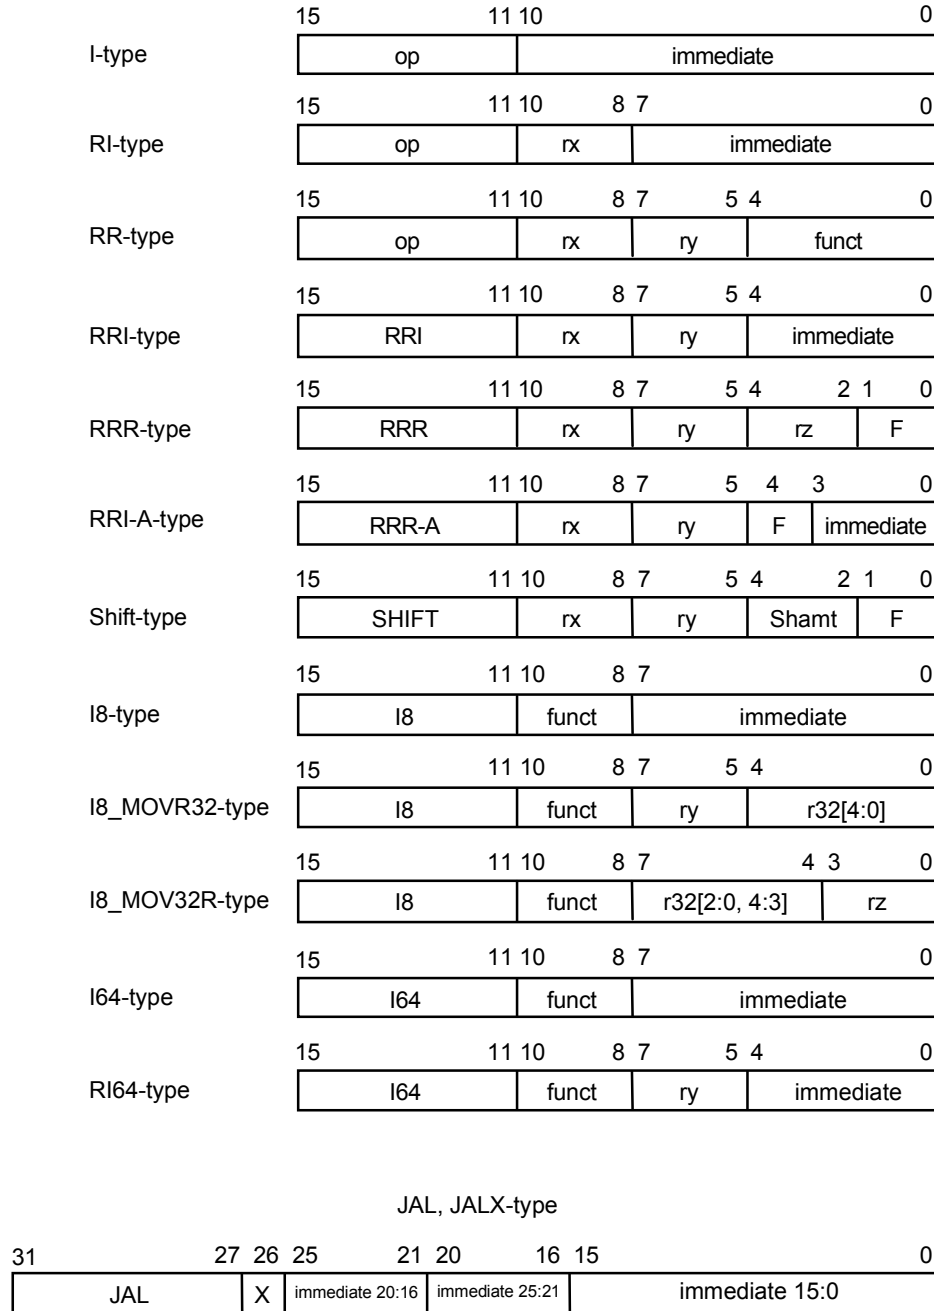 15 11 10 0
I-type op immediate
15 11 10 8 7 0
RI-type op rx immediate
15 11 10 8 7 5 4 0
RR-type op rx ry funct
15 11 10 8 7 5 4 0
RRI-type RRI rx ry immediate
15 11 10 8 7 5 4 2 1 0
RRR-type RRR rx ry rz F
15 11 10 8 7 5 4 3 0
RRI-A-type RRR-A rx ry F immediate
15 11 10 8 7 5 4 2 1 0
Shift-type SHIFT rx ry Shamt F
15 11 10 8 7 0
I8-type I8 funct immediate
15 11 10 8 7 5 4 0
I8_MOVR32-type I8 funct ry r32[4:0]
15 11 10 8 7 4 3 0
I8_MOV32R-type I8 funct r32[2:0, 4:3] rz
15 11 10 8 7 0
I64-type I64 funct immediate
15 11 10 8 7 5 4 0
RI64-type I64 funct ry immediate
JAL, JALX-type
31 27 26 25 21 20 16 15 0
JAL X immediate 20:16 immediate 25:21 immediate 15:0